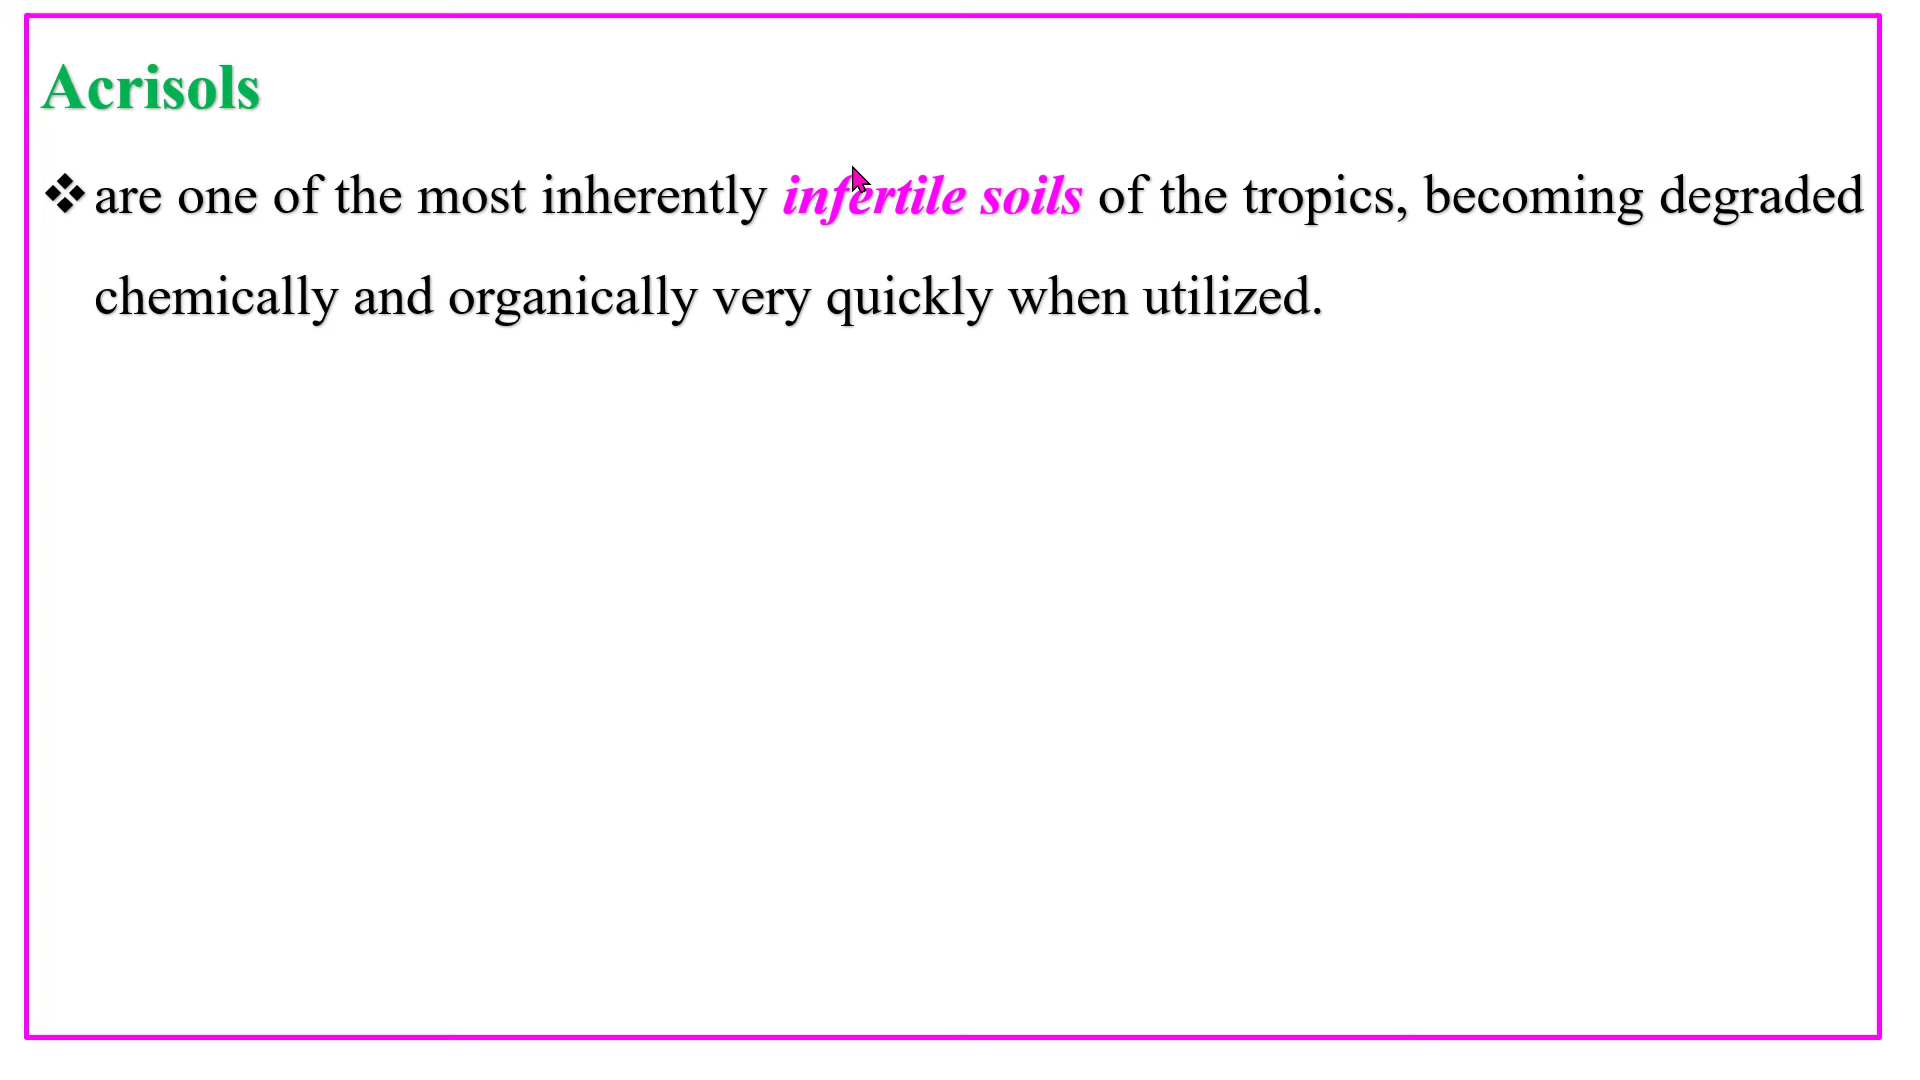 Acrisols
❖ are one of the most inherently infertile soils of the tropics, becoming degraded
chemically and organically very quickly when utilized.